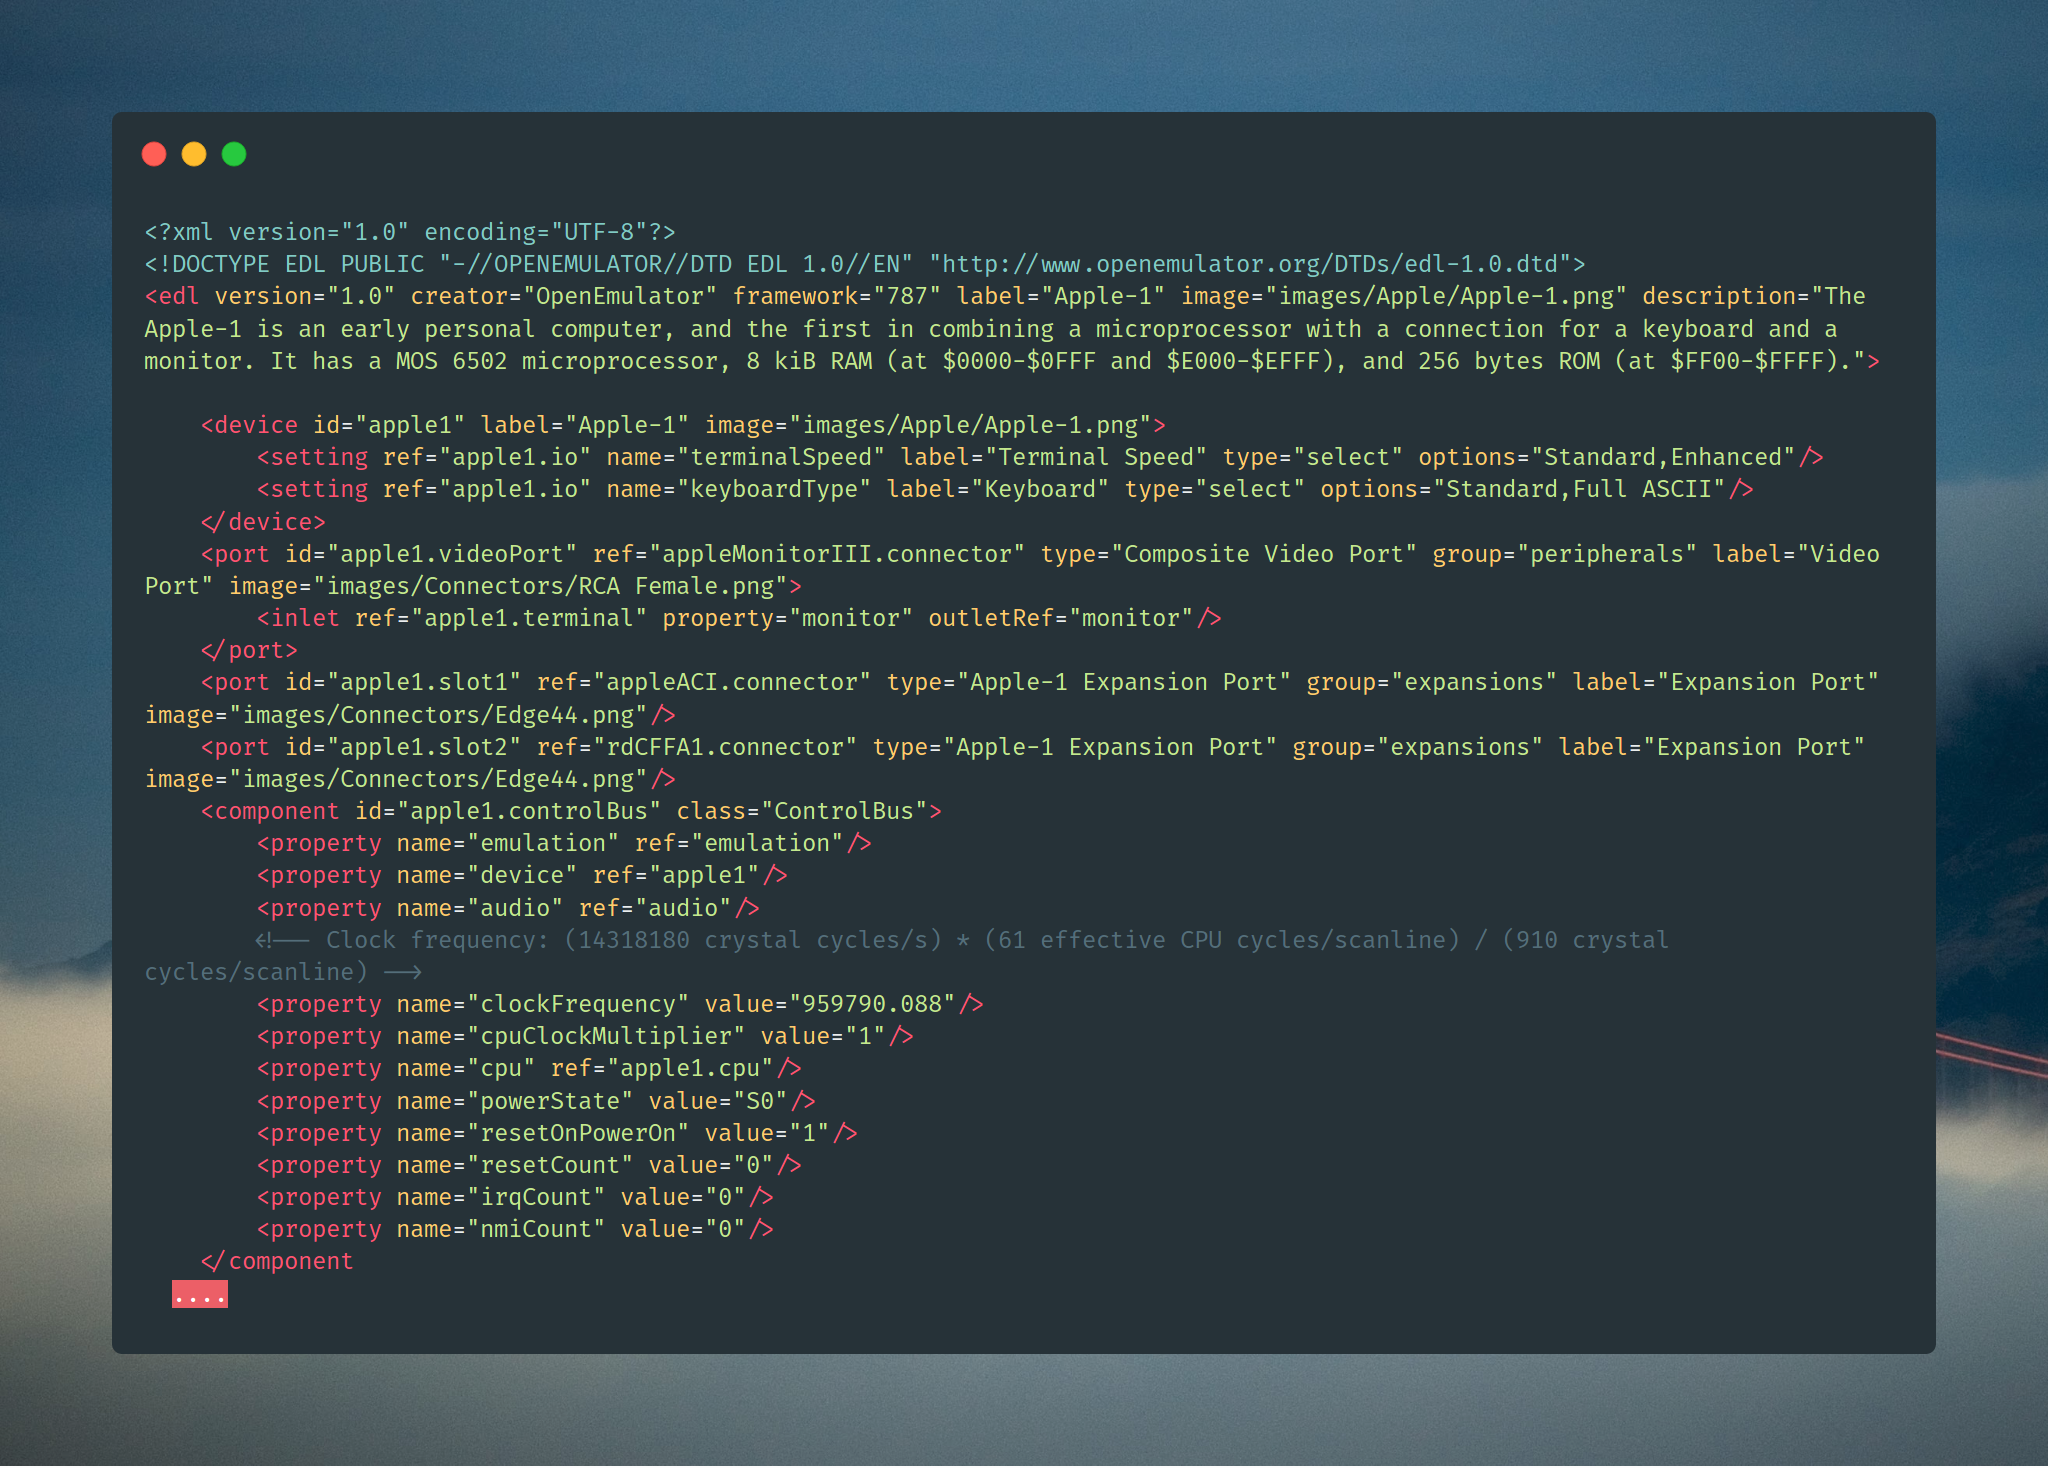 <?xml version="1.0" encoding="UTF-8"?>
<!DOCTYPE EDL PUBLIC "-//OPENEMULATOR//DTD EDL 1.0//EN" "http://www.openemulator.org/DTDs/edl-1.0.dtd">
<edl version="1.0" creator="OpenEmulator" framework="787" label="Apple-1" image="images/Apple/Apple-1.png" description="The
Apple-1 is an early personal computer, and the first in combining a microprocessor with a connection for a keyboard and a
monitor. It has a MOS 6502 microprocessor, 8 kiB RAM (at $0000-$0FFF and $E000-$EFFF), and 256 bytes ROM (at $FF00-$FFFF).">
    <device id="apple1" label="Apple-1" image="images/Apple/Apple-1.png">
        <setting ref="apple1.io" name="terminalSpeed" label="Terminal Speed" type="select" options="Standard,Enhanced"/>
        <setting ref="apple1.io" name="keyboardType" label="Keyboard" type="select" options="Standard,Full ASCII"/>
    </device>
    <port id="apple1.videoPort" ref="appleMonitorIII.connector" type="Composite Video Port" group="peripherals" label="Video
Port" image="images/Connectors/RCA Female.png">
        <inlet ref="apple1.terminal" property="monitor" outletRef="monitor"/>
    </port>
    <port id="apple1.slot1" ref="appleACI.connector" type="Apple-1 Expansion Port" group="expansions" label="Expansion Port"
image="images/Connectors/Edge44.png"/>
    <port id="apple1.slot2" ref="rdCFFA1.connector" type="Apple-1 Expansion Port" group="expansions" label="Expansion Port"
image="images/Connectors/Edge44.png"/>
    <component id="apple1.controlBus" class="ControlBus">
        <property name="emulation" ref="emulation"/>
        <property name="device" ref="apple1"/>
        <property name="audio" ref="audio"/>
        <!-- Clock frequency: (14318180 crystal cycles/s) * (61 effective CPU cycles/scanline) / (910 crystal
cycles/scanline) -->
        <property name="clockFrequency" value="959790.088"/>
        <property name="cpuClockMultiplier" value="1"/>
        <property name="cpu" ref="apple1.cpu"/>
        <property name="powerState" value="S0"/>
        <property name="resetOnPowerOn" value="1"/>
        <property name="resetCount" value="0"/>
        <property name="irqCount" value="0"/>
        <property name="nmiCount" value="0"/>
    </component
  ....